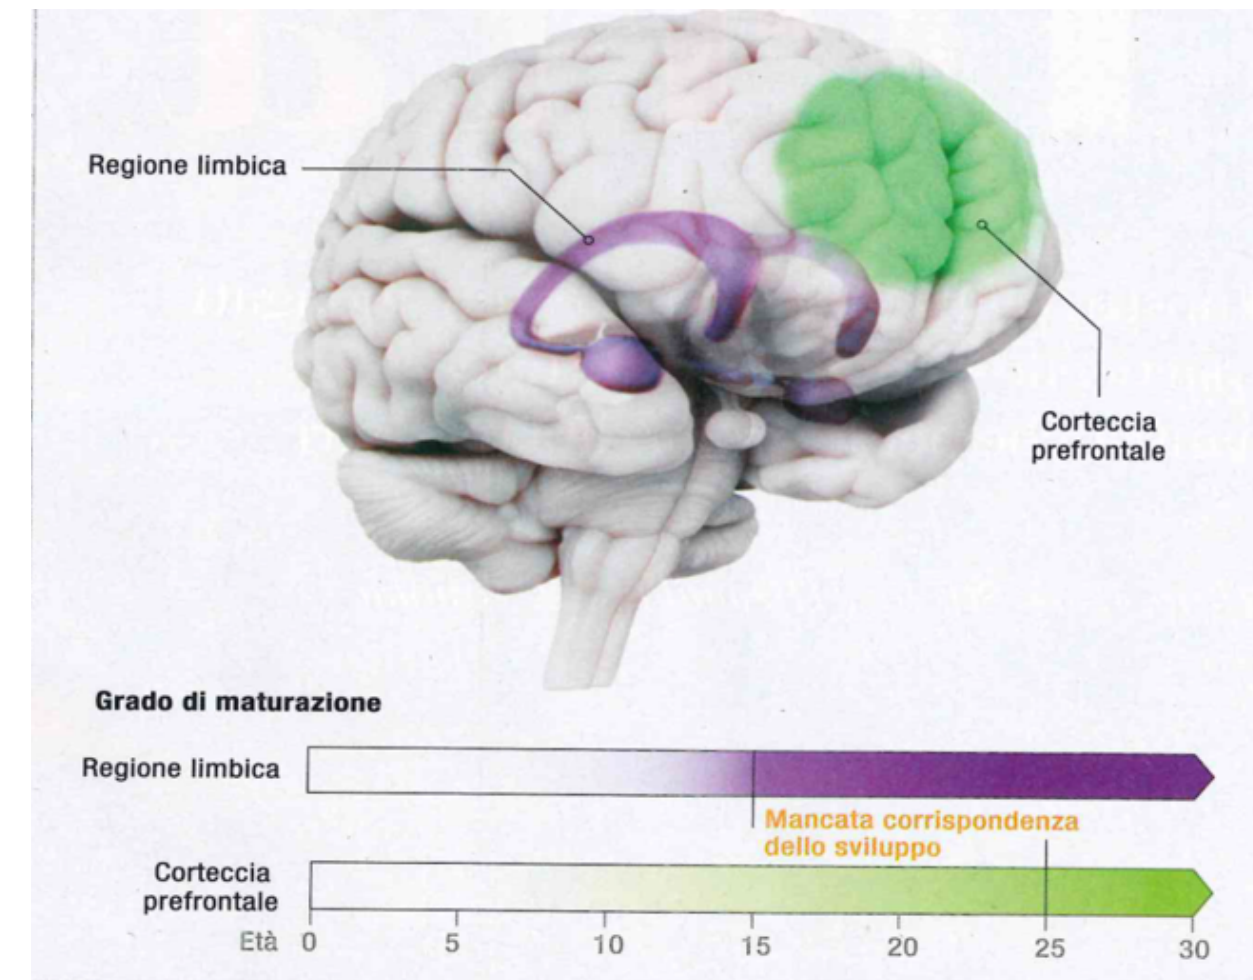 Regione limbica
Corteccia
prefrontale
Grado di maturazione
Regione limbica
Mancata corrispondenza
dello sviluppo
Corteccia
prefrontale
Età 0 5 10 15 20 25 30